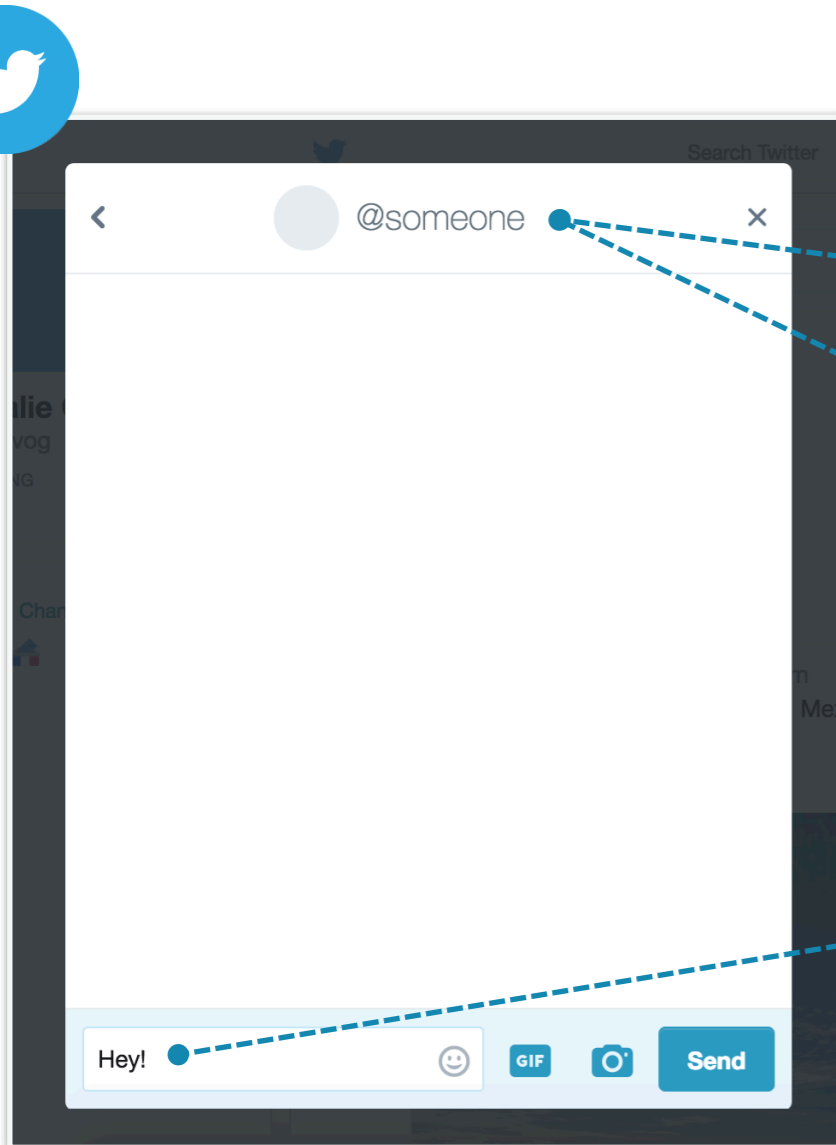 Search Twitter
@someone
alie
vog
NG
Chan
m
Me
Hey!
GIF
Send